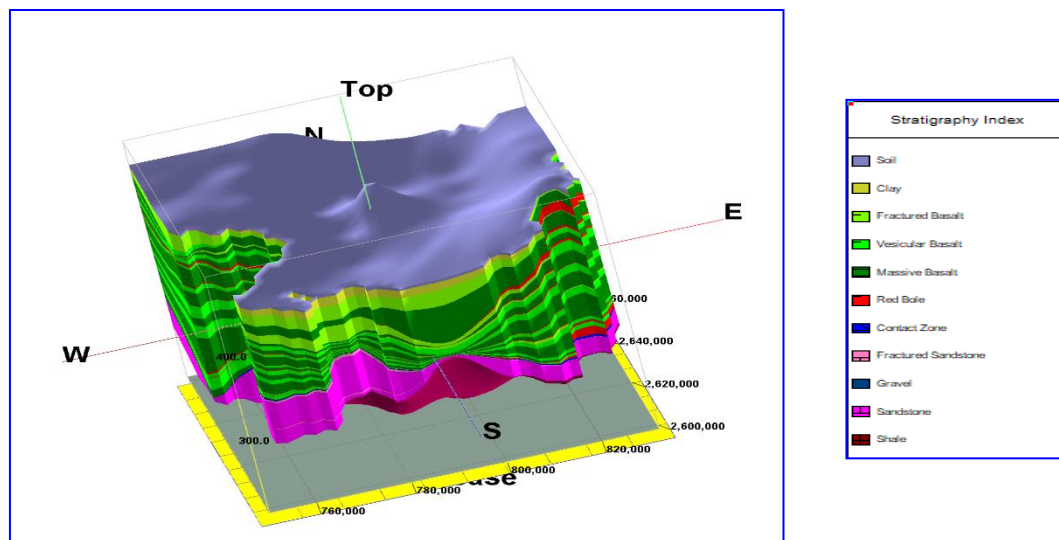 Top
N
E
W
S
400.0
300.0
60,000
2,640,000
2,620,000
2,600,000
820,000
800,000
780,000
760,000
Stratigraphy Index
Soil
Clay
Fractured Basalt
Vesicular Basalt
Massive Basalt
Red Bole
Contact Zone
Fractured Sandstone
Gravel
Sandstone
Shale